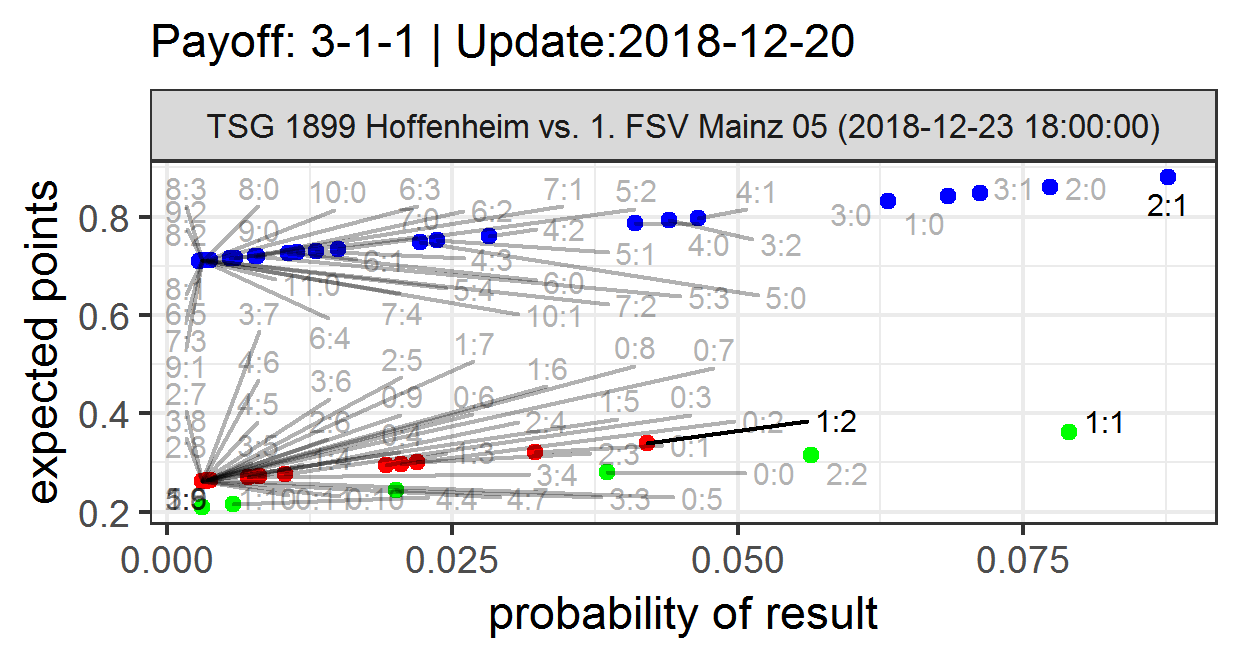 Payoff: 3-1-1 | Update:2018-12-20
TSG 1899 Hoffenheim vs. 1. FSV Mainz 05 (2018-12-23 18:00:00)
expected points
0.8
0.6
0.4
0.2
8:3 8:0 10:0 6:3 7:1 5:2 4:1 3:1 2:0
9:2 7:0 6:2 3:0 1:0 2:1
8:2 9:0 4:2
6:1 4:3 5:1 4:0 3:2
8:1 11:0 5:4 6:0 5:3 5:0
6:5 3:7 7:4 10:1 7:2
7:3 6:4
9:1 4:6 2:5 1:7 1:6 0:8 0:7
2:7 4:5 3:6 0:9 0:6 1:5 0:3
3:8 2:6 2:4 0:2 1:2 1:1
2:8 3:5 1:4 0:4 1:3 2:3 0:1
3:4 0:0 2:2
1:10 0:11 0:10 4:4 4:7 3:3 0:5
0.000 0.025 0.050 0.075
probability of result